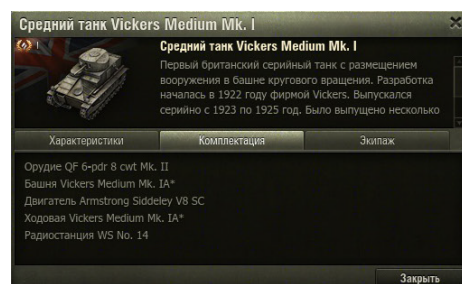 Средний танк Vickers Medium Mk. I
I
Средний танк Vickers Medium Mk. I
Первый британский серийный танк с размещением
вооружения в башне кругового вращения. Разработка
началась в 1922 году фирмой Vickers. Выпускался
серийно с 1923 по 1925 год. Было выпущено несколько
Характеристики
Комплектация
Экипаж
Орудие QF 6-pdr 8 cwt Mk. II
Башня Vickers Medium Mk. IA*
Двигатель Armstrong Siddeley V8 SC
Ходовая Vickers Medium Mk. IA*
Радиостанция WS No. 14
Закрыть